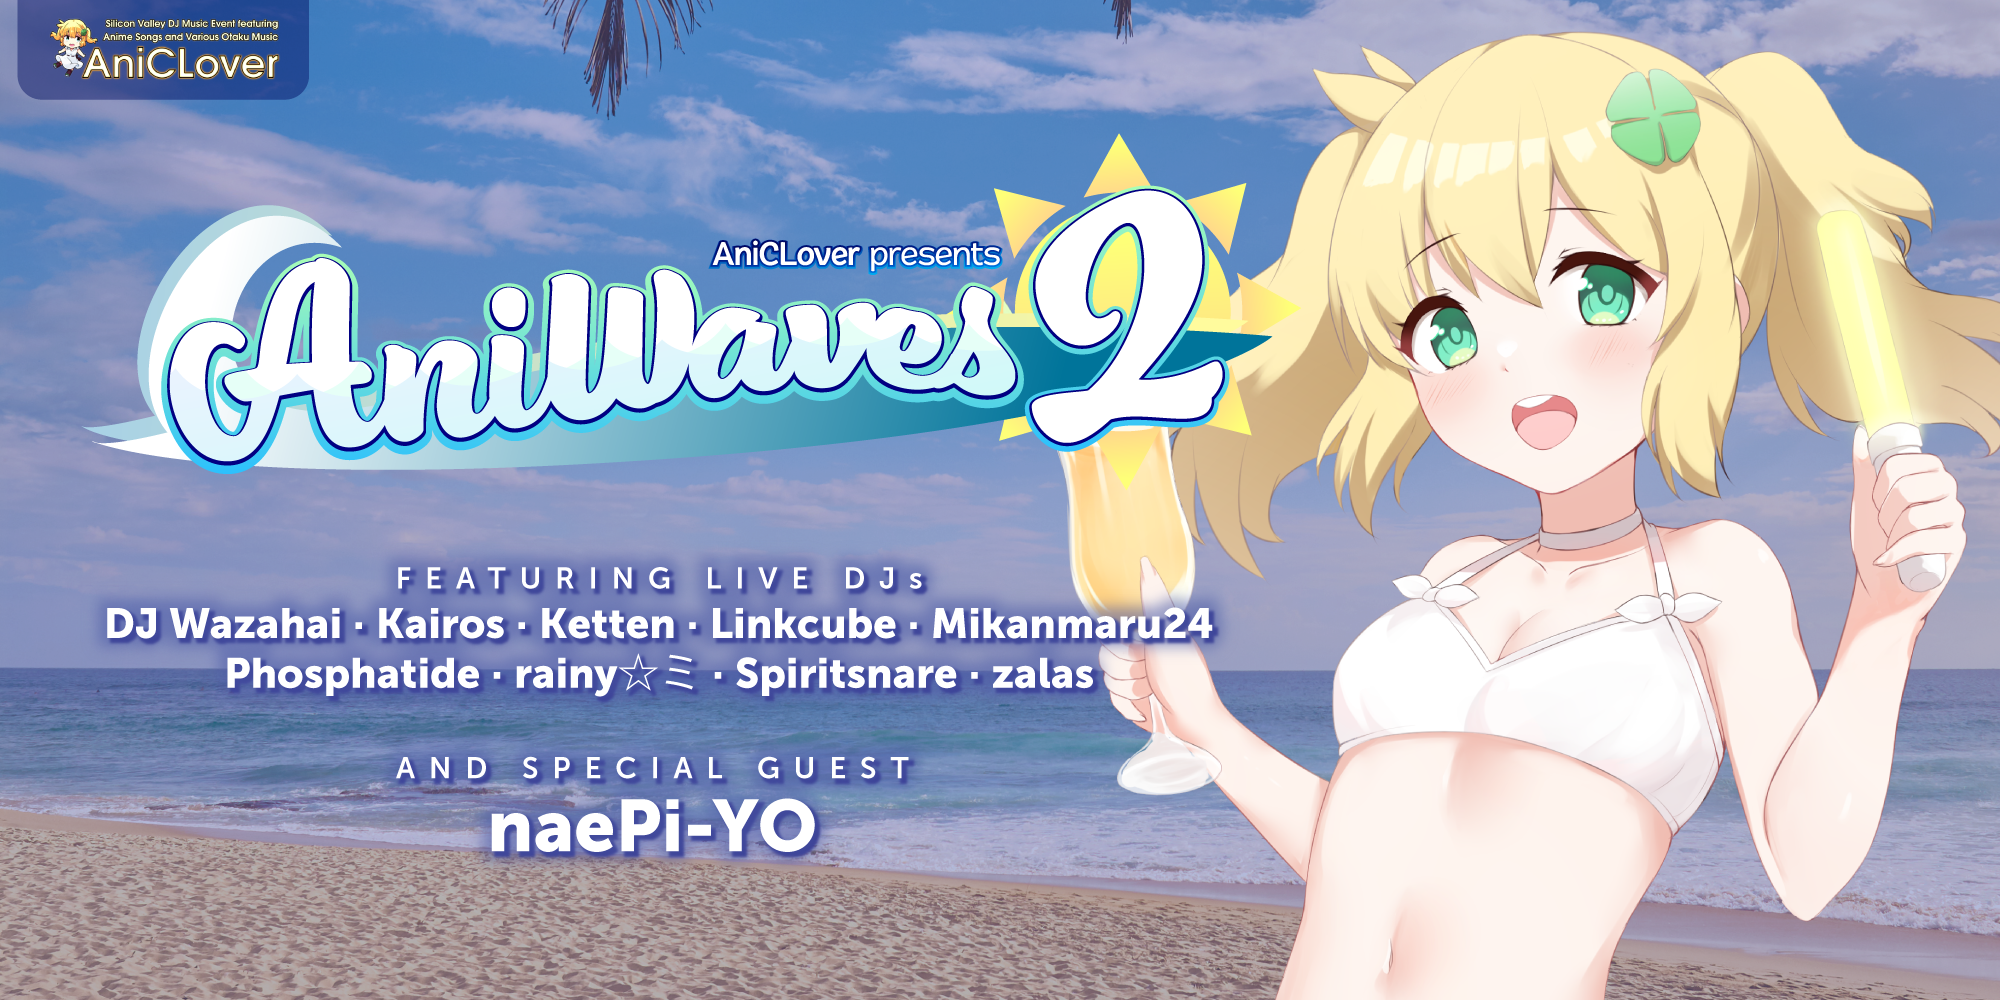 Silicon Valley DJ Music Event featuring
Anime Songs and Various Otaku Music
AniCLover
AniCLover presents
AniWaves 2
FEATURING LIVE DJs
DJ Wazahai · Kairos · Ketten · Linkcube · Mikanmaru24
Phosphatide · rainy☆ミ · Spiritsnare · zalas
AND SPECIAL GUEST
naePi-YO